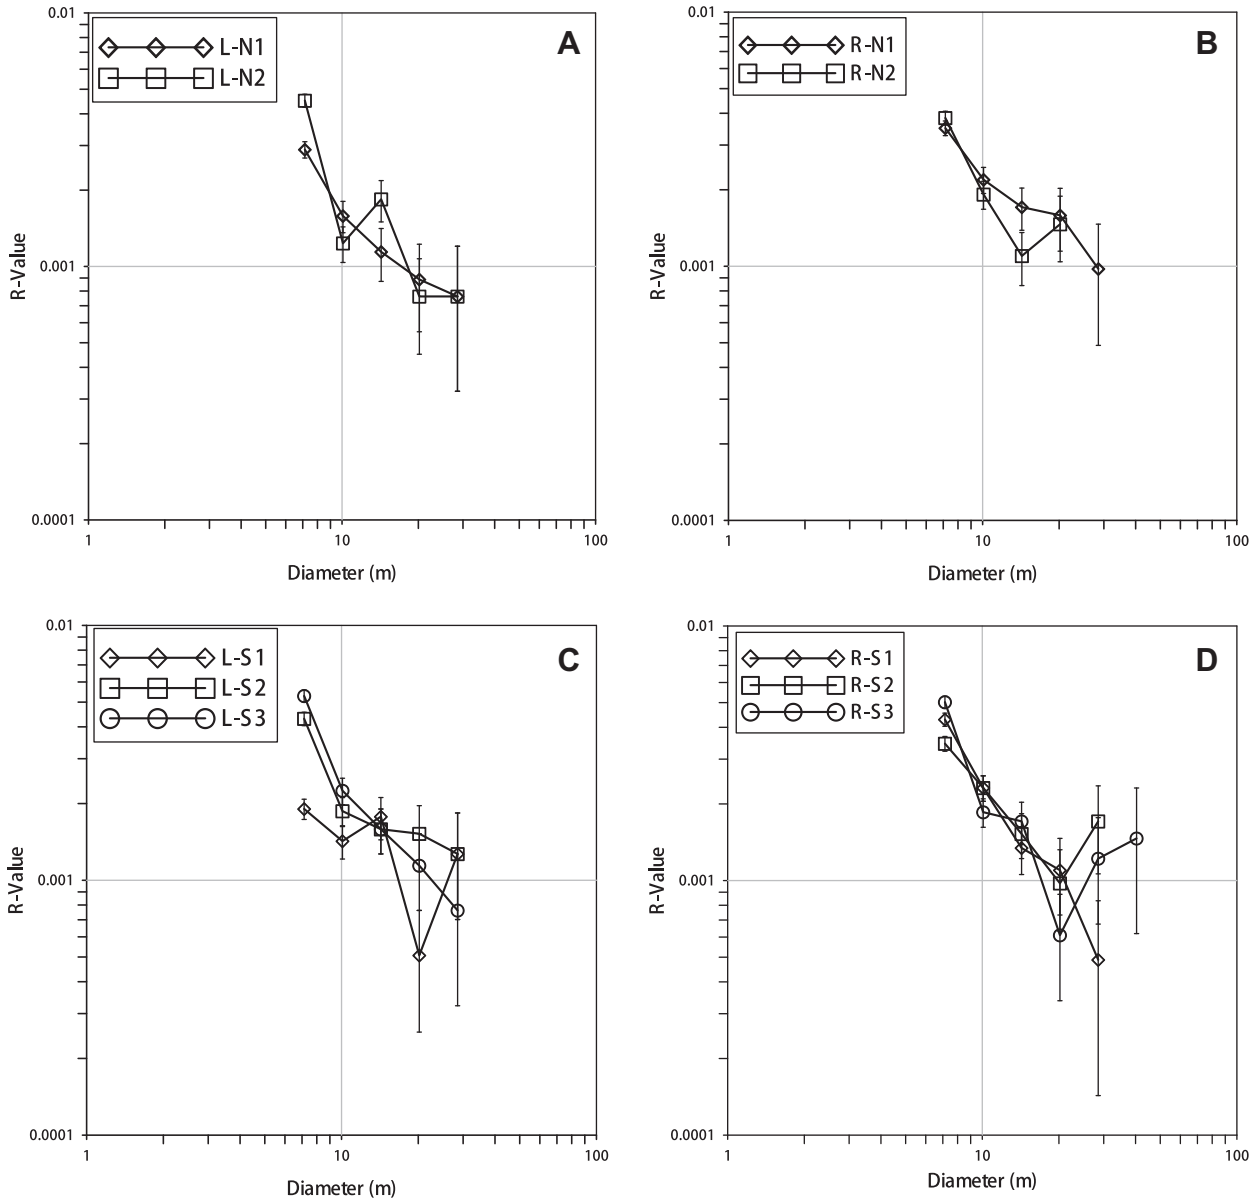 0.01
L-N1
L-N2
A
R-Value
0.001
0.0001
1
10
100
Diameter (m)
0.01
R-N1
R-N2
B
R-Value
0.001
0.0001
1
10
100
Diameter (m)
0.01
L-S1
L-S2
L-S3
C
R-Value
0.001
0.0001
1
10
100
Diameter (m)
0.01
R-S1
R-S2
R-S3
D
R-Value
0.001
0.0001
1
10
100
Diameter (m)